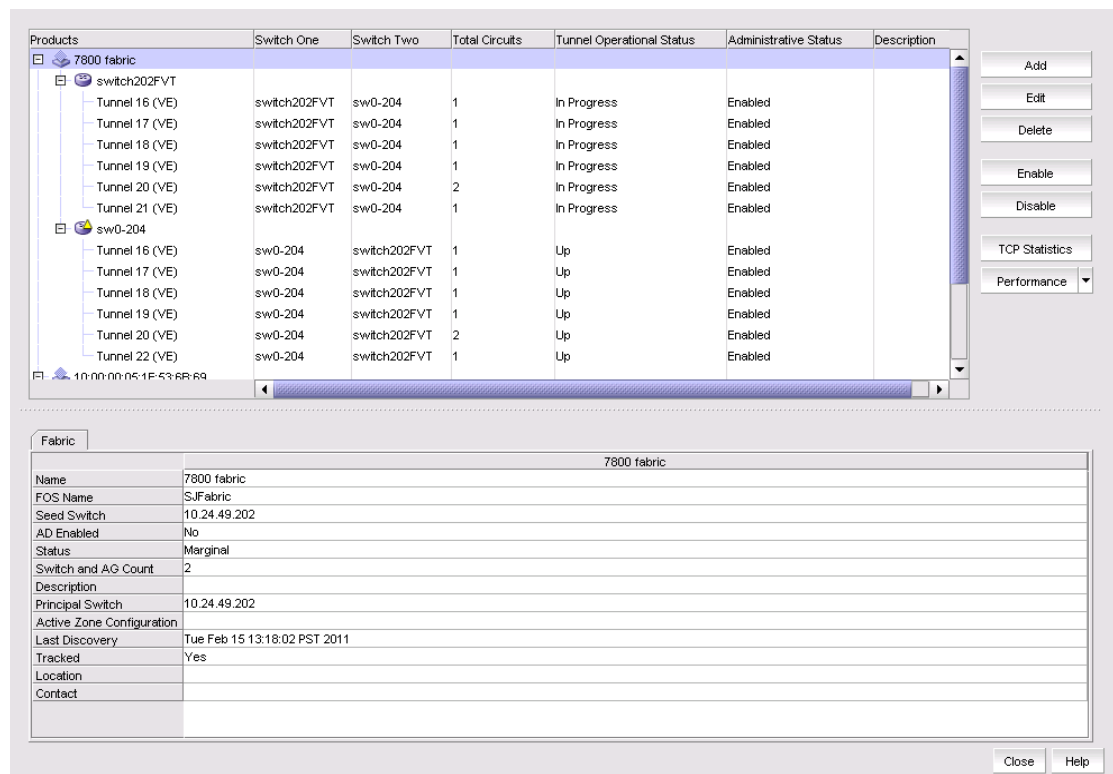 Products Switch One Switch Two Total Circuits Tunnel Operational Status Administrative Status Description
7800 fabric
switch202FVT
Tunnel 16 (VE) switch202FVT sw0-204 1 In Progress Enabled
Tunnel 17 (VE) switch202FVT sw0-204 1 In Progress Enabled
Tunnel 18 (VE) switch202FVT sw0-204 1 In Progress Enabled
Tunnel 19 (VE) switch202FVT sw0-204 1 In Progress Enabled
Tunnel 20 (VE) switch202FVT sw0-204 2 In Progress Enabled
Tunnel 21 (VE) switch202FVT sw0-204 1 In Progress Enabled
sw0-204
Tunnel 16 (VE) sw0-204 switch202FVT 1 Up Enabled
Tunnel 17 (VE) sw0-204 switch202FVT 1 Up Enabled
Tunnel 18 (VE) sw0-204 switch202FVT 1 Up Enabled
Tunnel 19 (VE) sw0-204 switch202FVT 1 Up Enabled
Tunnel 20 (VE) sw0-204 switch202FVT 2 Up Enabled
Tunnel 22 (VE) sw0-204 switch202FVT 1 Up Enabled
10:00:00:05:1E:53:6B:69
Add
Edit
Delete
Enable
Disable
TCP Statistics
Performance
Fabric
7800 fabric
Name 7800 fabric
FOS Name SJFabric
Seed Switch 10.24.49.202
AD Enabled No
Status Marginal
Switch and AG Count 2
Description
Principal Switch 10.24.49.202
Active Zone Configuration
Last Discovery Tue Feb 15 13:18:02 PST 2011
Tracked Yes
Location
Contact
Close Help